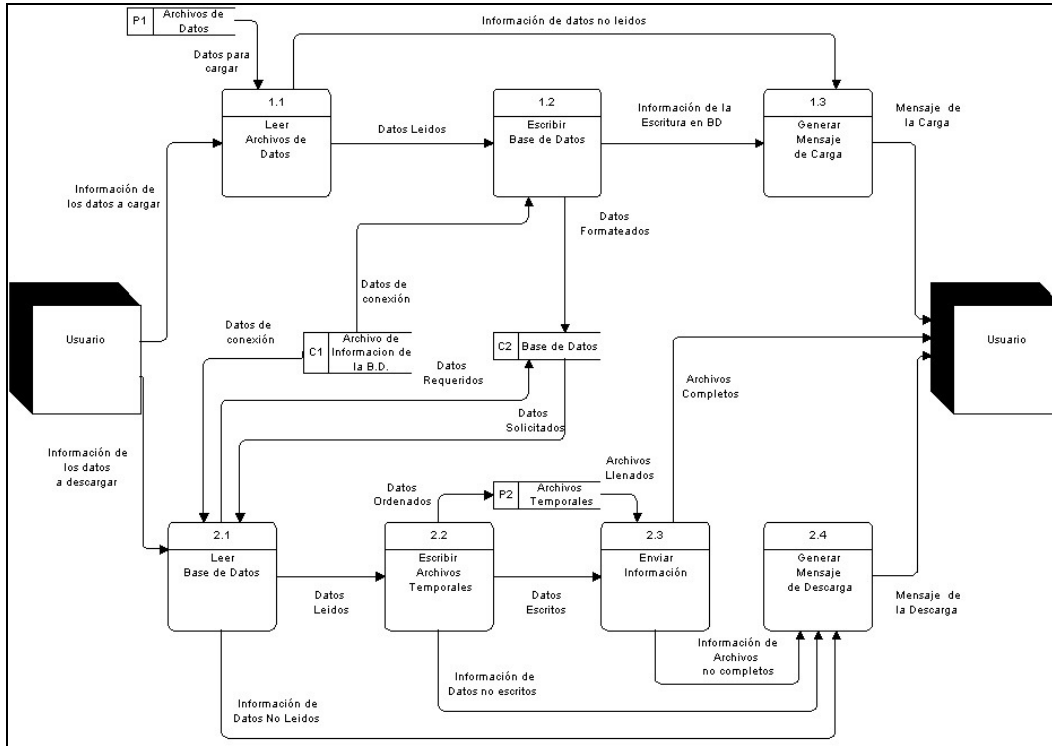 P1
Archivos de
Datos
Información de datos no leidos
Datos para
cargar
1.1
Leer
Archivos de
Datos
Datos Leidos
1.2
Escribir
Base de Datos
Información de la
Escritura en BD
1.3
Generar
Mensaje
de Carga
Mensaje de
la Carga
Información de
los datos a cargar
Datos
Formateados
Datos de
conexión
Usuario
Datos de
conexión
C1
Archivo de
Informacion de
la B.D.
C2
Base de Datos
Usuario
Datos
Requeridos
Archivos
Completos
Datos
Solicitados
Información de
los datos
a descargar
Datos
Ordenados
P2
Archivos
Temporales
Archivos
Llenados
2.1
Leer
Base de Datos
Datos
Leidos
2.2
Escribir
Archivos
Temporales
Datos
Escritos
2.3
Enviar
Información
2.4
Generar
Mensaje
de Descarga
Mensaje de
la Descarga
Información de
Archivos
no completos
Información de
Datos no escritos
Información de
Datos No Leidos